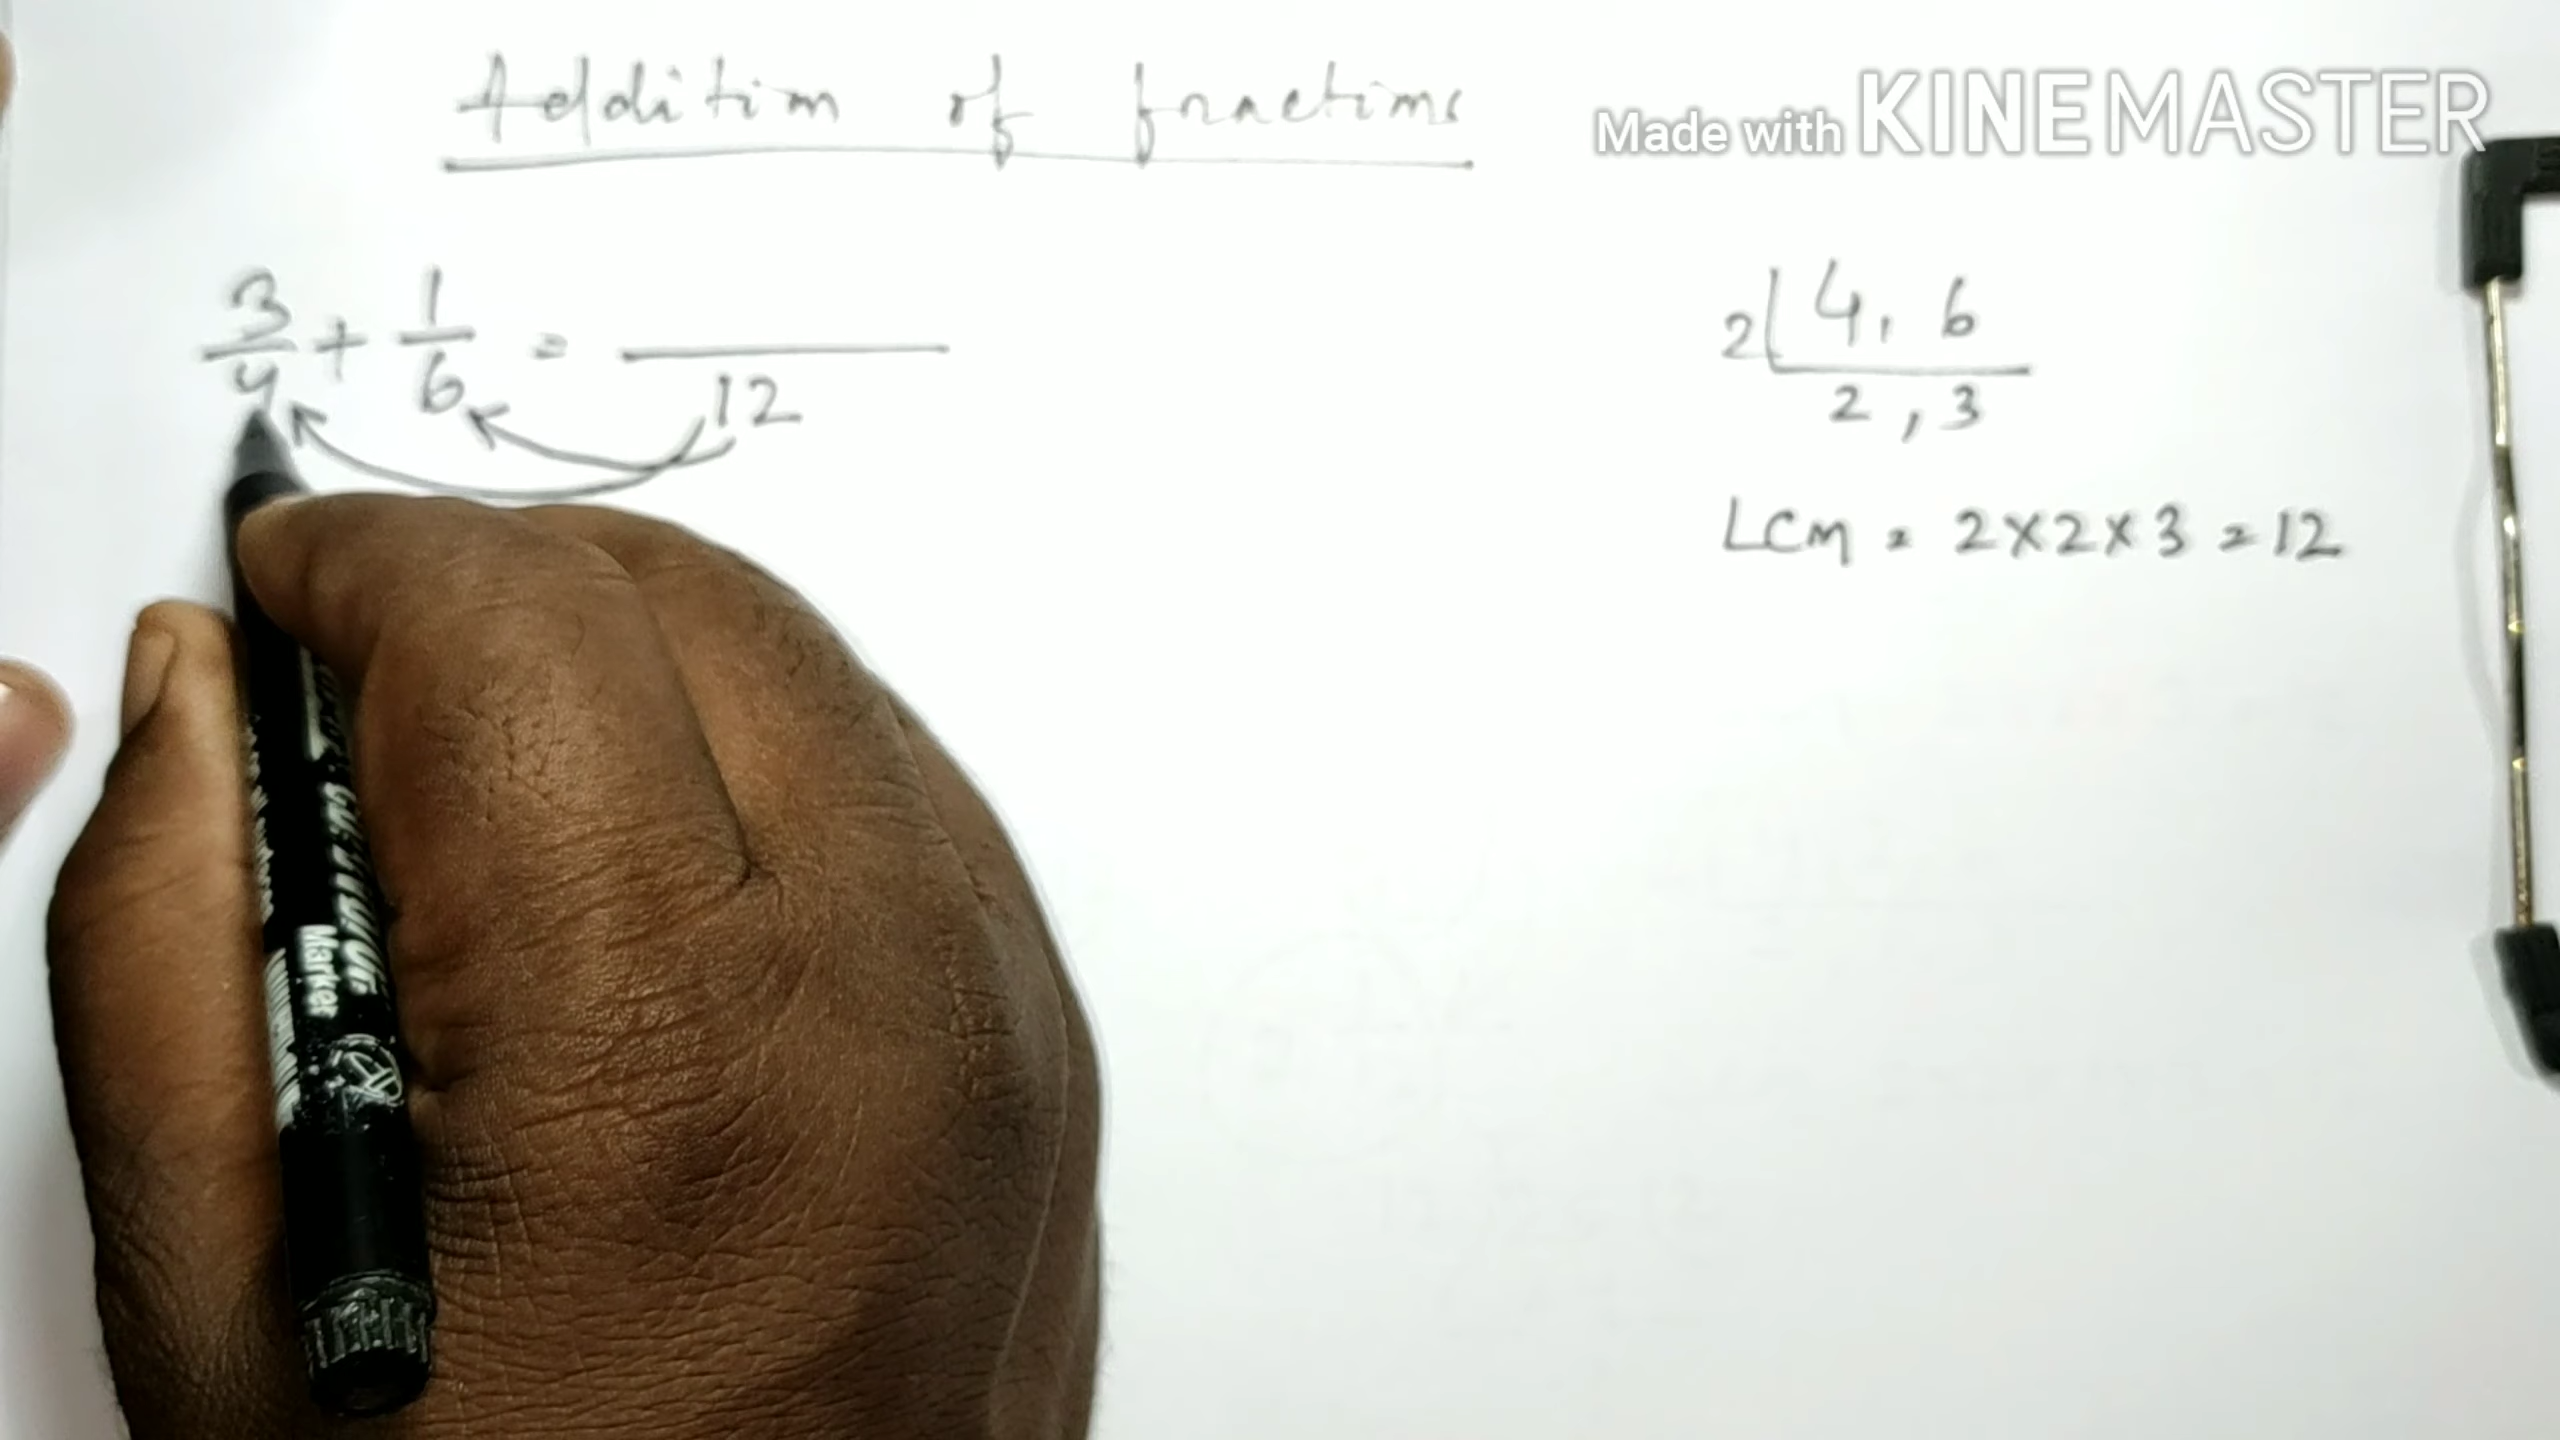 Addition of fractions
Made with KINEMASTER
3/4 + 1/6 = /12
2 | 4, 6
2, 3
LCM = 2×2×3 = 12
Marker